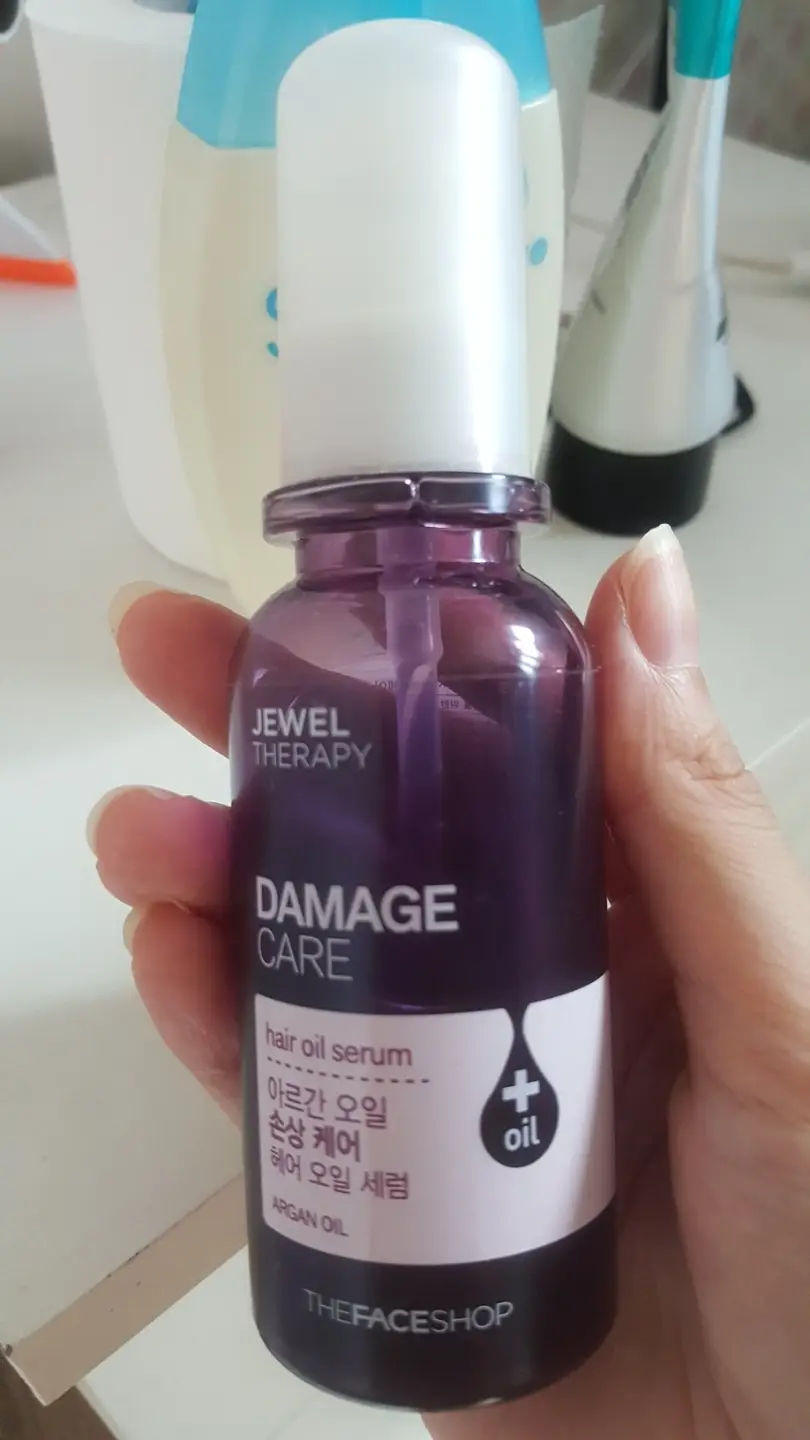 JEWEL
THERAPY
DAMAGE
CARE
hair oil serum
아르간 오일
손상 케어
헤어 오일 세럼
ARGAN OIL
+
oil
THEFACESHOP